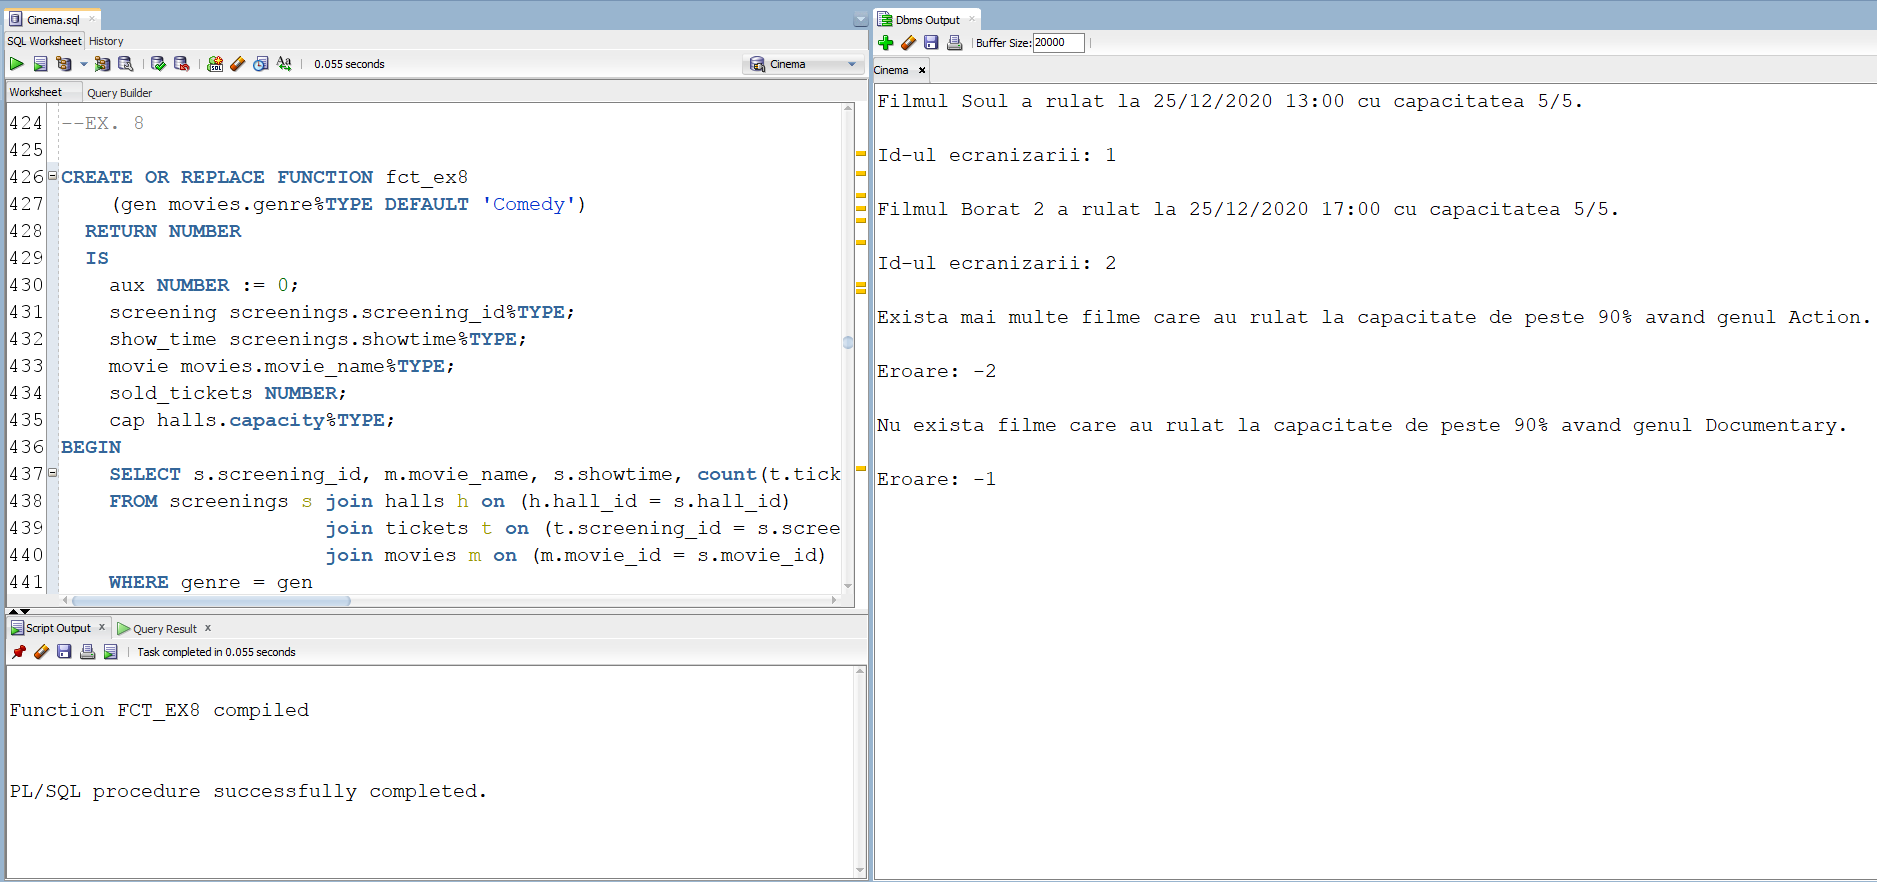 Cinema.sql
SQL Worksheet History
0.055 seconds
Cinema
Worksheet Query Builder
424 --EX. 8
425
426 CREATE OR REPLACE FUNCTION fct_ex8
427 (gen movies.genre%TYPE DEFAULT 'Comedy')
428 RETURN NUMBER
429 IS
430 aux NUMBER := 0;
431 screening screenings.screening_id%TYPE;
432 show_time screenings.showtime%TYPE;
433 movie movies.movie_name%TYPE;
434 sold_tickets NUMBER;
435 cap halls.capacity%TYPE;
436 BEGIN
437 SELECT s.screening_id, m.movie_name, s.showtime, count(t.tick
438 FROM screenings s join halls h on (h.hall_id = s.hall_id)
439 join tickets t on (t.screening_id = s.scree
440 join movies m on (m.movie_id = s.movie_id)
441 WHERE genre = gen
Script Output x Query Result x
Task completed in 0.055 seconds
Function FCT_EX8 compiled
PL/SQL procedure successfully completed.
Dbms Output
Buffer Size: 20000
Cinema x
Filmul Soul a rulat la 25/12/2020 13:00 cu capacitatea 5/5.
Id-ul ecranizarii: 1
Filmul Borat 2 a rulat la 25/12/2020 17:00 cu capacitatea 5/5.
Id-ul ecranizarii: 2
Exista mai multe filme care au rulat la capacitate de peste 90% avand genul Action.
Eroare: -2
Nu exista filme care au rulat la capacitate de peste 90% avand genul Documentary.
Eroare: -1